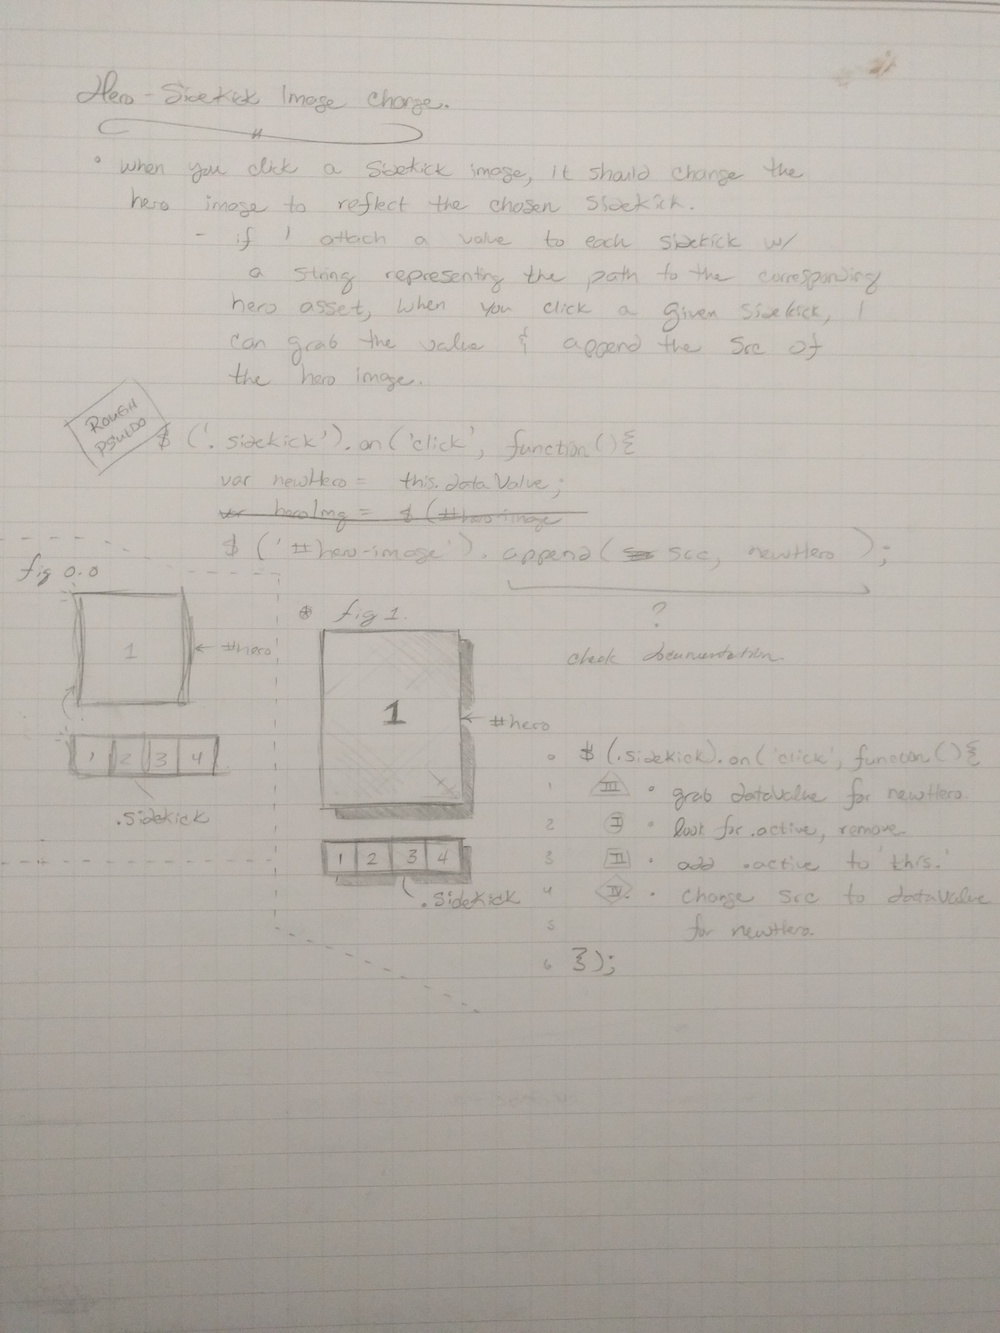 Hero - Sidekick Image Change.
• when you click a sidekick image, it should change the
hero image to reflect the chosen sidekick.
- if I attach a value to each sidekick w/
a string representing the path to the corresponding
hero asset, when you click a given sidekick, I
can grab the value & append the src of
the hero image.
ROUGH
PSUEDO
$ ('.sidekick').on('click', function(){
var newHero = this.dataValue;
var heroImg = $ (#hero-image
$ ('#hero-image').append( src, newHero );
?
check documentation
fig 0.0
1
← #hero
1 2 3 4
.sidekick
fig 1.
1
← #hero
1 2 3 4
.sidekick
0 $ (.sidekick).on('click', function(){
1 III • grab dataValue for newHero
2 I • look for .active, remove
3 II • add .active to 'this.'
4 IV • change src to dataValue
5 for newHero.
6 });